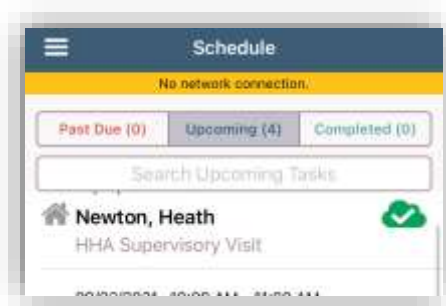 Schedule
No network connection.
Past Due (0) Upcoming (4) Completed (0)
Search Upcoming Tasks
Newton, Heath
HHA Supervisory Visit